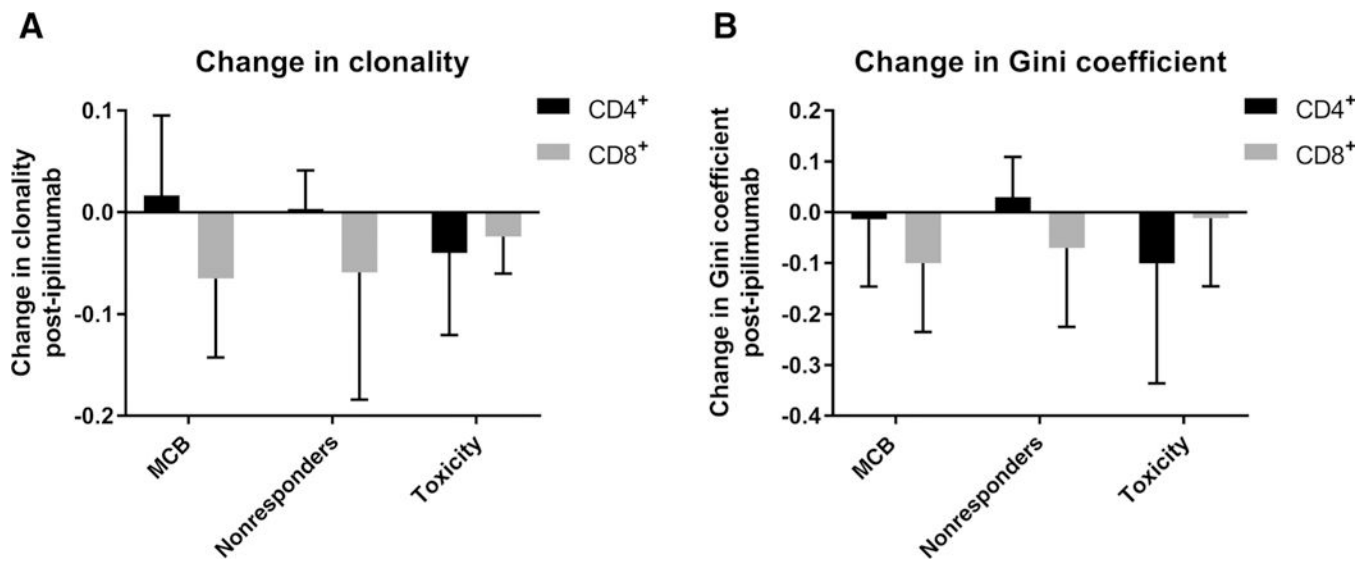 A
Change in clonality
CD4+
CD8+
Change in clonality
post-ipilimumab
0.1
0.0
-0.1
-0.2
MCB
Nonresponders
Toxicity
B
Change in Gini coefficient
CD4+
CD8+
Change in Gini coefficient
post-ipilimumab
0.2
0.1
0.0
-0.1
-0.2
-0.3
-0.4
MCB
Nonresponders
Toxicity